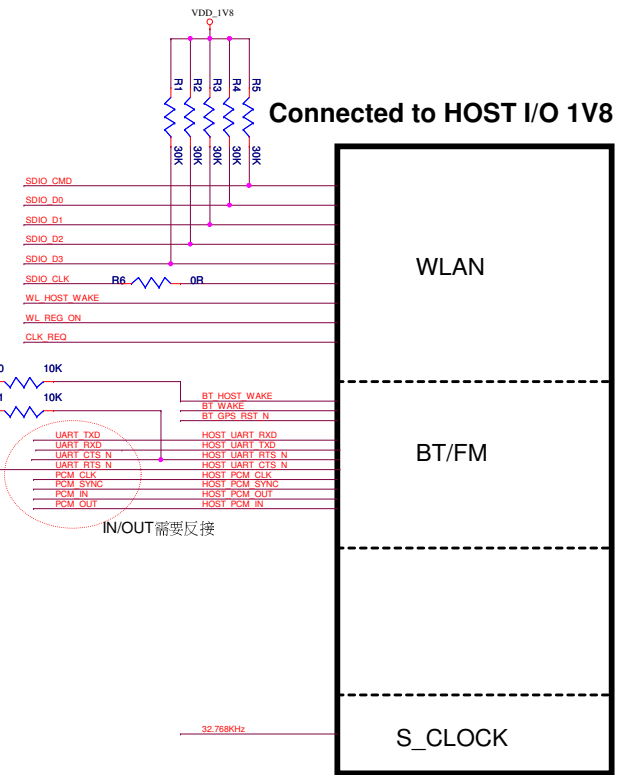 VDD_1V8
R1 R2 R3 R4 R5
30K 30K 30K 30K 30K
Connected to HOST I/O 1V8
SDIO_CMD
SDIO_D0
SDIO_D1
SDIO_D2
SDIO_D3
SDIO_CLK R6 0R
WL_HOST_WAKE
WL_REG_ON
CLK_REQ
WLAN
0 10K
1 10K
BT_HOST_WAKE
BT_WAKE
BT_GPS_RST_N
UART_TXD HOST_UART_RXD
UART_RXD HOST_UART_TXD
UART_CTS_N HOST_UART_RTS_N
UART_RTS_N HOST_UART_CTS_N
PCM_CLK HOST_PCM_CLK
PCM_SYNC HOST_PCM_SYNC
PCM_IN HOST_PCM_OUT
PCM_OUT HOST_PCM_IN
BT/FM
IN/OUT需要反接
32.768KHz
S_CLOCK